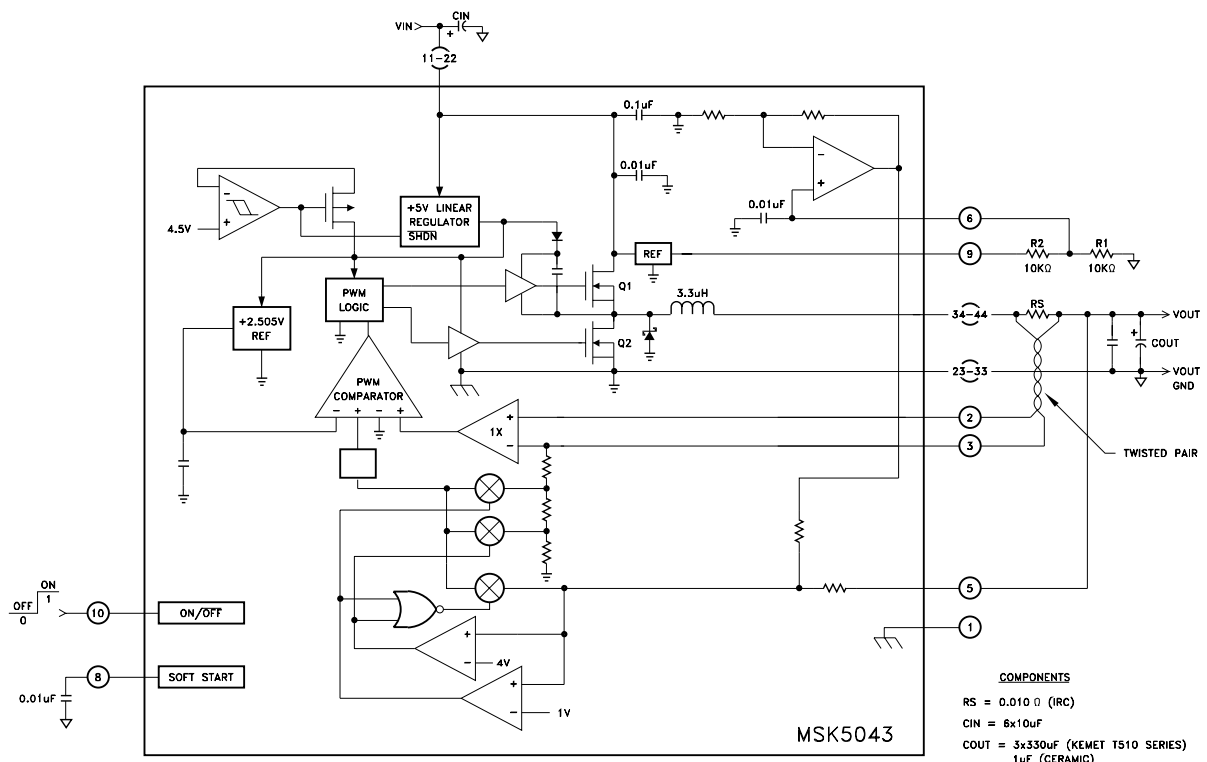 CIN
VIN
+
11-22
0.1uF
0.01uF
-
+
0.01uF
-
+
4.5V
+5V LINEAR
REGULATOR
SHDN
6
9
R2
10KΩ
R1
10KΩ
REF
Q1
PWM
LOGIC
3.3uH
34-44
RS
VOUT
+2.505V
REF
Q2
+
COUT
23-33
VOUT
GND
PWM
COMPARATOR
- + - +
1X
+
-
2
3
TWISTED PAIR
ON
OFF
1
0
10
ON/OFF
5
+
-
4V
1
8
SOFT START
0.01uF
+
-
1V
MSK5043
COMPONENTS
RS = 0.010 Ω (IRC)
CIN = 6x10uF
COUT = 3x330uF (KEMET T510 SERIES)
1uF (CERAMIC)